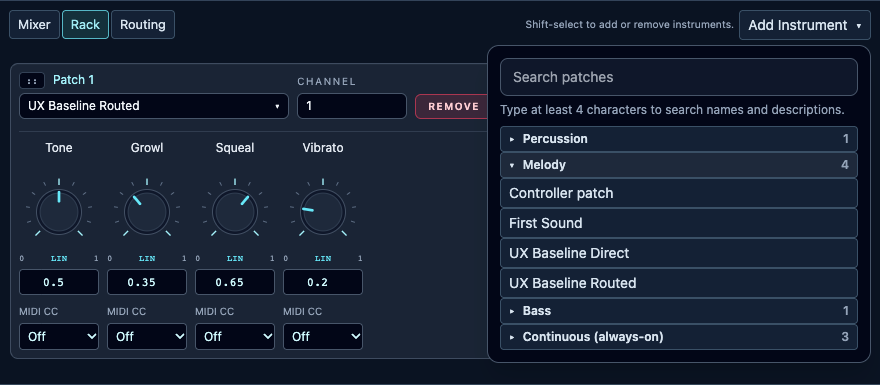 Mixer Rack Routing Shift-select to add or remove instruments. Add Instrument ▾
:: Patch 1 CHANNEL
UX Baseline Routed ▾ 1 REMOVE
Tone Growl Squeal Vibrato
0 LIN 1 0 LIN 1 0 LIN 1 0 LIN 1
0.5 0.35 0.65 0.2
MIDI CC MIDI CC MIDI CC MIDI CC
Off Off Off Off
Search patches
Type at least 4 characters to search names and descriptions.
▸ Percussion 1
▾ Melody 4
Controller patch
First Sound
UX Baseline Direct
UX Baseline Routed
▸ Bass 1
▸ Continuous (always-on) 3